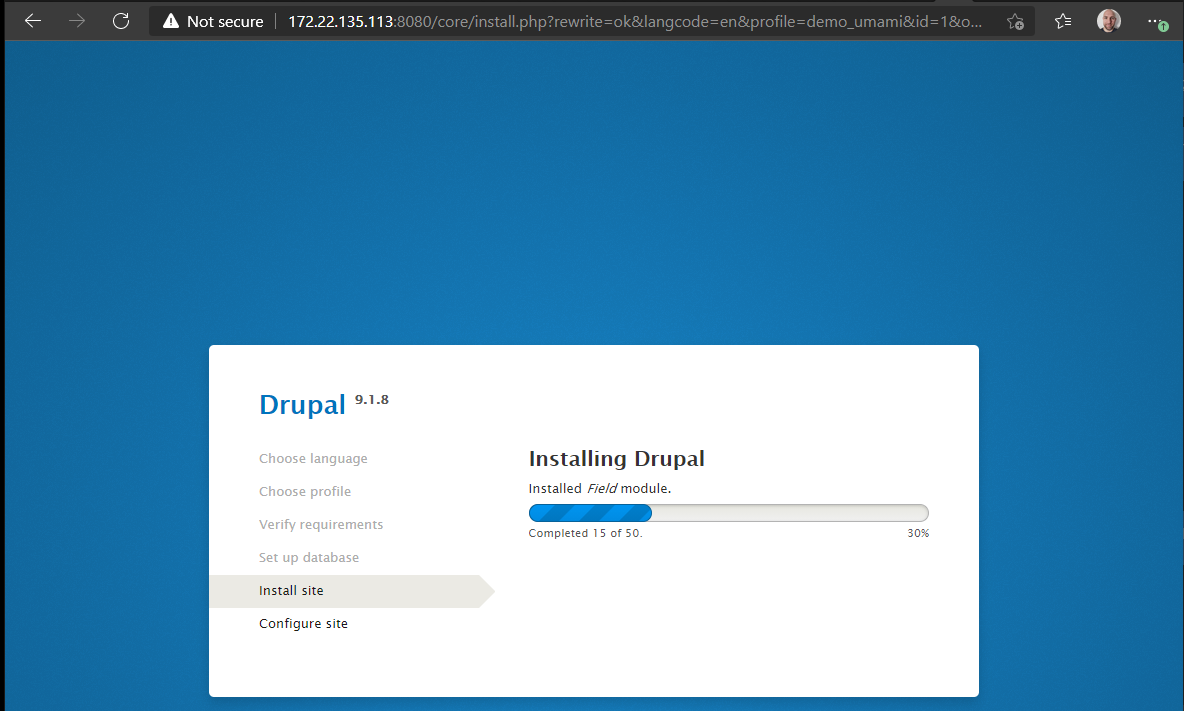 Not secure
172.22.135.113:8080/core/install.php?rewrite=ok&langcode=en&profile=demo_umami&id=1&o...
Drupal 9.1.8
Choose language
Choose profile
Verify requirements
Set up database
Install site
Configure site
Installing Drupal
Installed Field module.
Completed 15 of 50.
30%